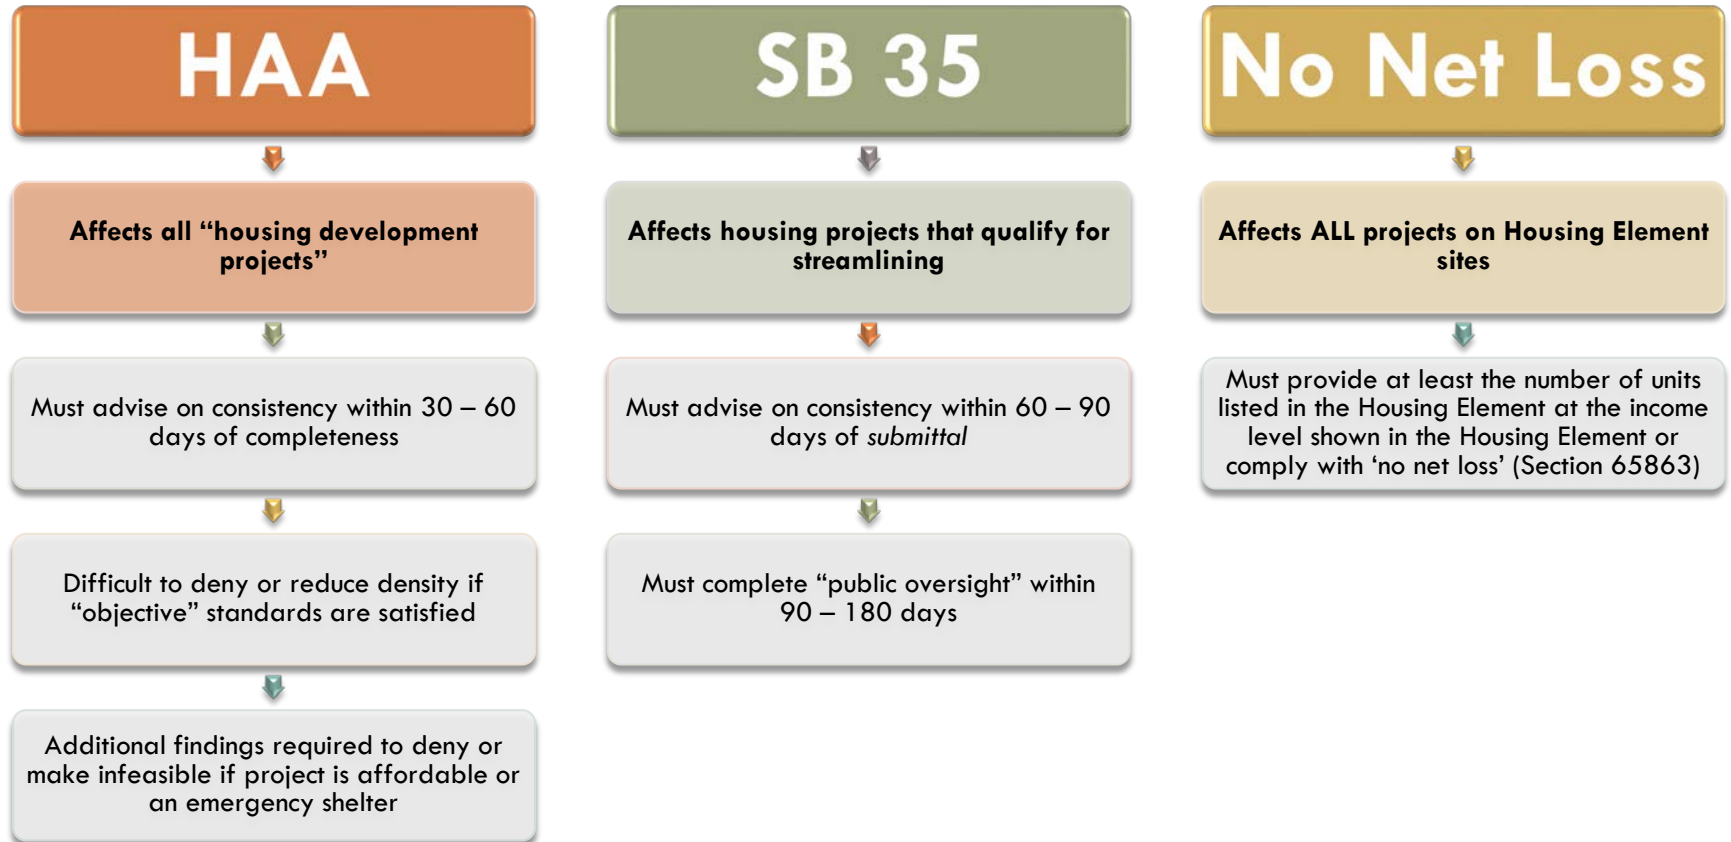 HAA
Affects all “housing development
projects”
Must advise on consistency within 30 – 60
days of completeness
Difficult to deny or reduce density if
“objective” standards are satisfied
Additional findings required to deny or
make infeasible if project is affordable or
an emergency shelter
SB 35
Affects housing projects that qualify for
streamlining
Must advise on consistency within 60 – 90
days of submittal
Must complete “public oversight” within
90 – 180 days
No Net Loss
Affects ALL projects on Housing Element
sites
Must provide at least the number of units
listed in the Housing Element at the income
level shown in the Housing Element or
comply with ‘no net loss’ (Section 65863)